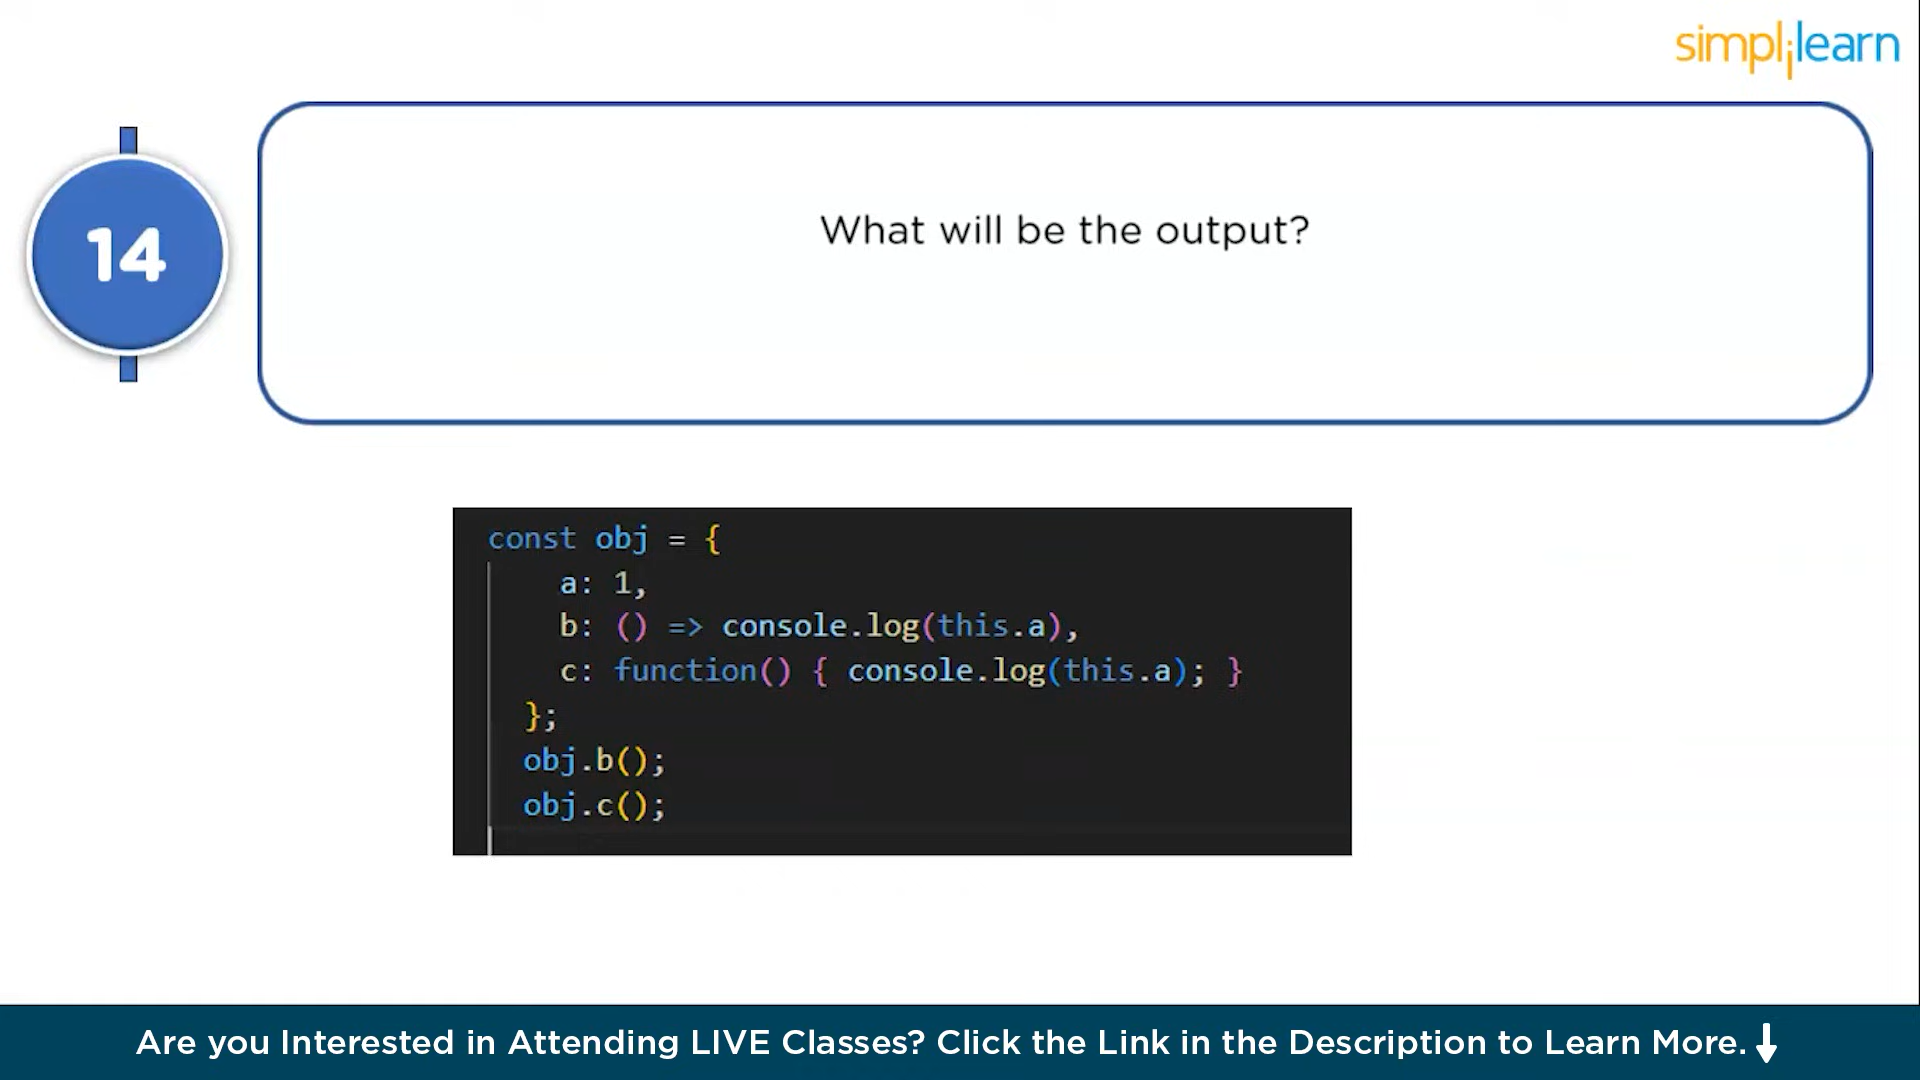 simplilearn
14
What will be the output?
const obj = {
a: 1,
b: () => console.log(this.a),
c: function() { console.log(this.a); }
};
obj.b();
obj.c();
Are you Interested in Attending LIVE Classes? Click the Link in the Description to Learn More.